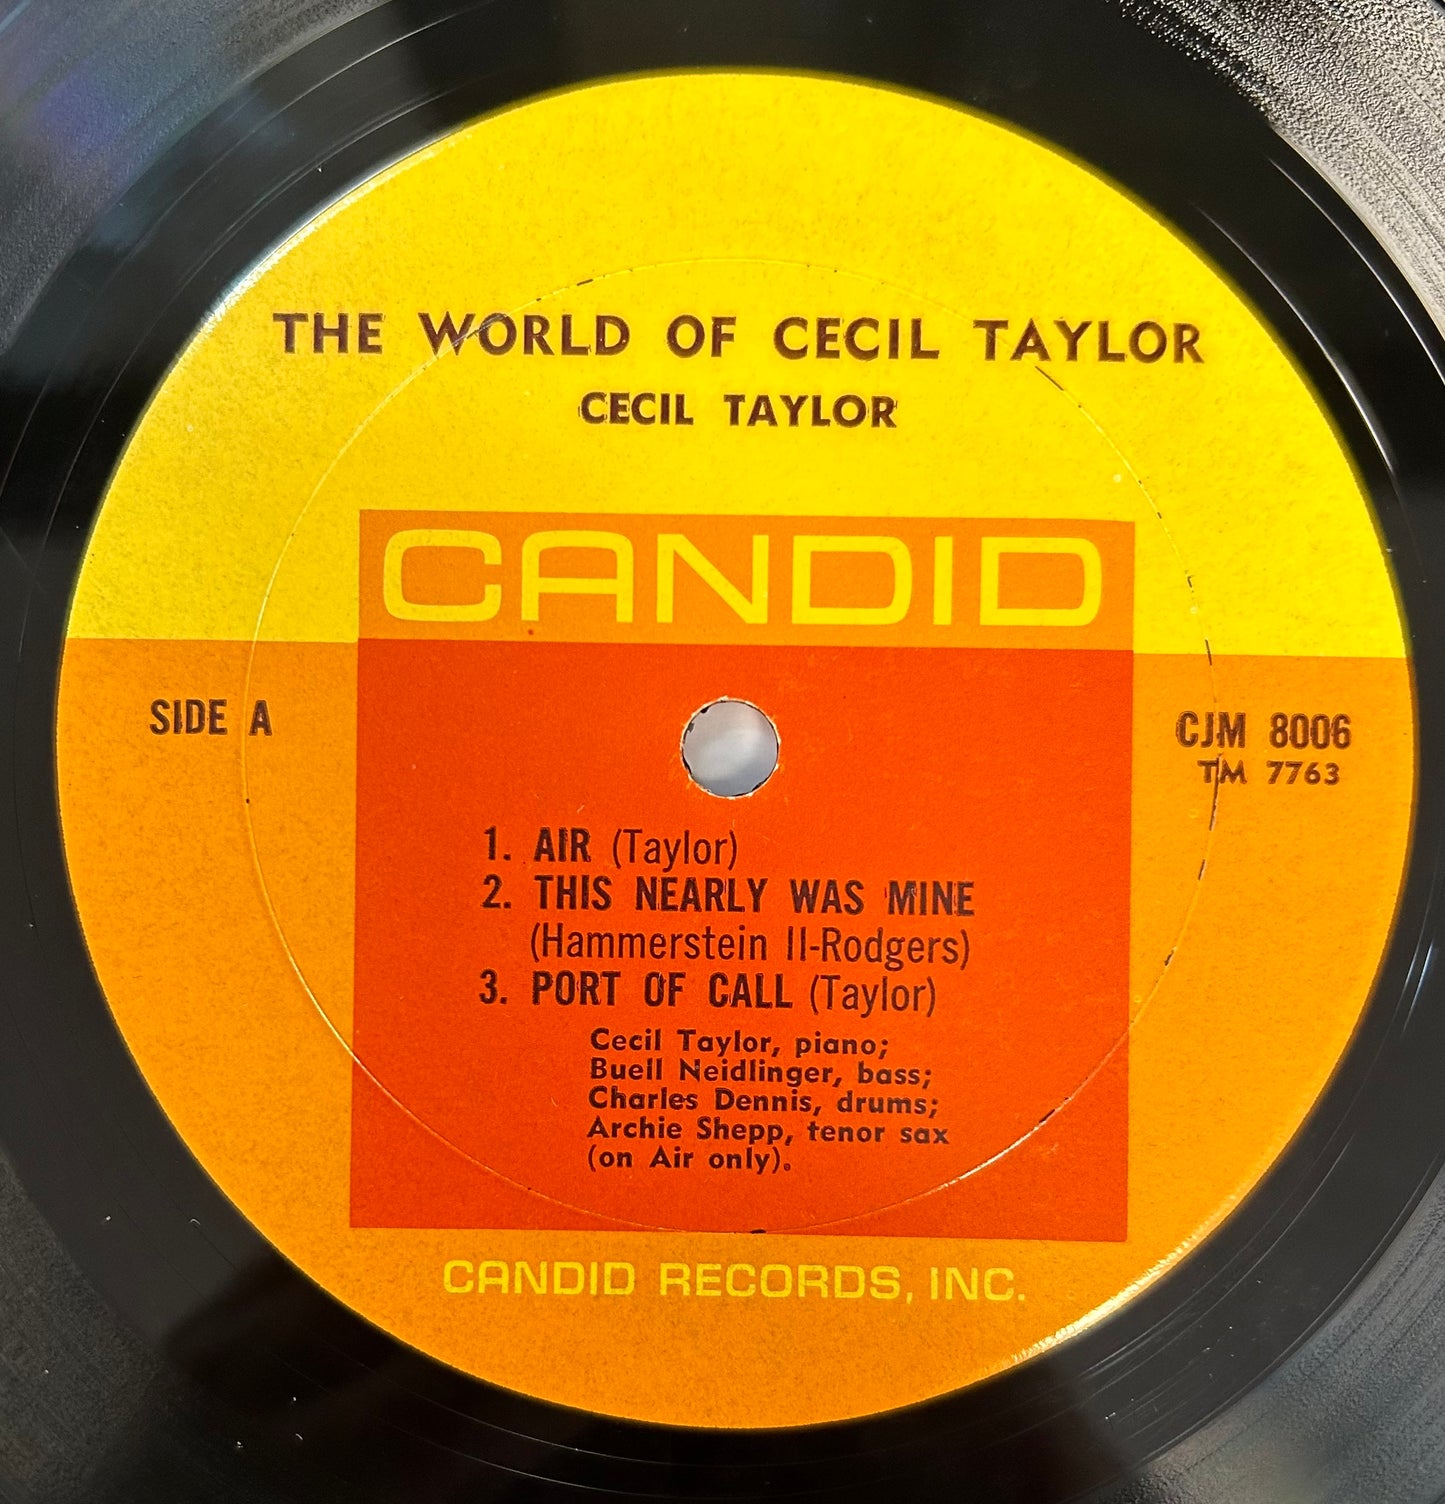 THE WORLD OF CECIL TAYLOR
CECIL TAYLOR
CANDID
SIDE A
CJM 8006
TM 7763
1. AIR (Taylor)
2. THIS NEARLY WAS MINE
(Hammerstein II-Rodgers)
3. PORT OF CALL (Taylor)
Cecil Taylor, piano;
Buell Neidlinger, bass;
Charles Dennis, drums;
Archie Shepp, tenor sax
(on Air only).
CANDID RECORDS, INC.